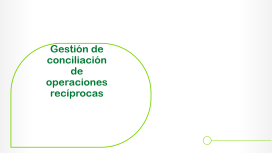 Gestión de
conciliación
de
operaciones
recíprocas